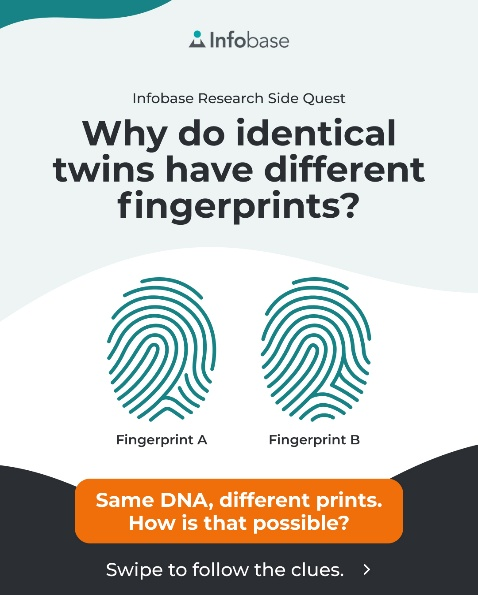 Infobase
Infobase Research Side Quest
Why do identical
twins have different
fingerprints?
Fingerprint A
Fingerprint B
Same DNA, different prints.
How is that possible?
Swipe to follow the clues.